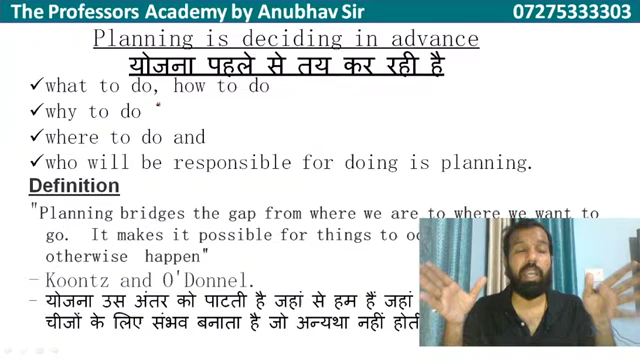 The Professors Academy by Anubhav Sir 07275333303
Planning is deciding in advance
योजना पहले से तय कर रही है
✓what to do, how to do
✓why to do
✓where to do and
✓who will be responsible for doing is planning.
Definition
"Planning bridges the gap from where we are to where we want to
go. It makes it possible for things to
otherwise happen"
– Koontz and O'Donnel.
– योजना उस अंतर को पाटती है जहां से हम हैं जहां
चीजों के लिए संभव बनाता है जो अन्यथा नहीं होती